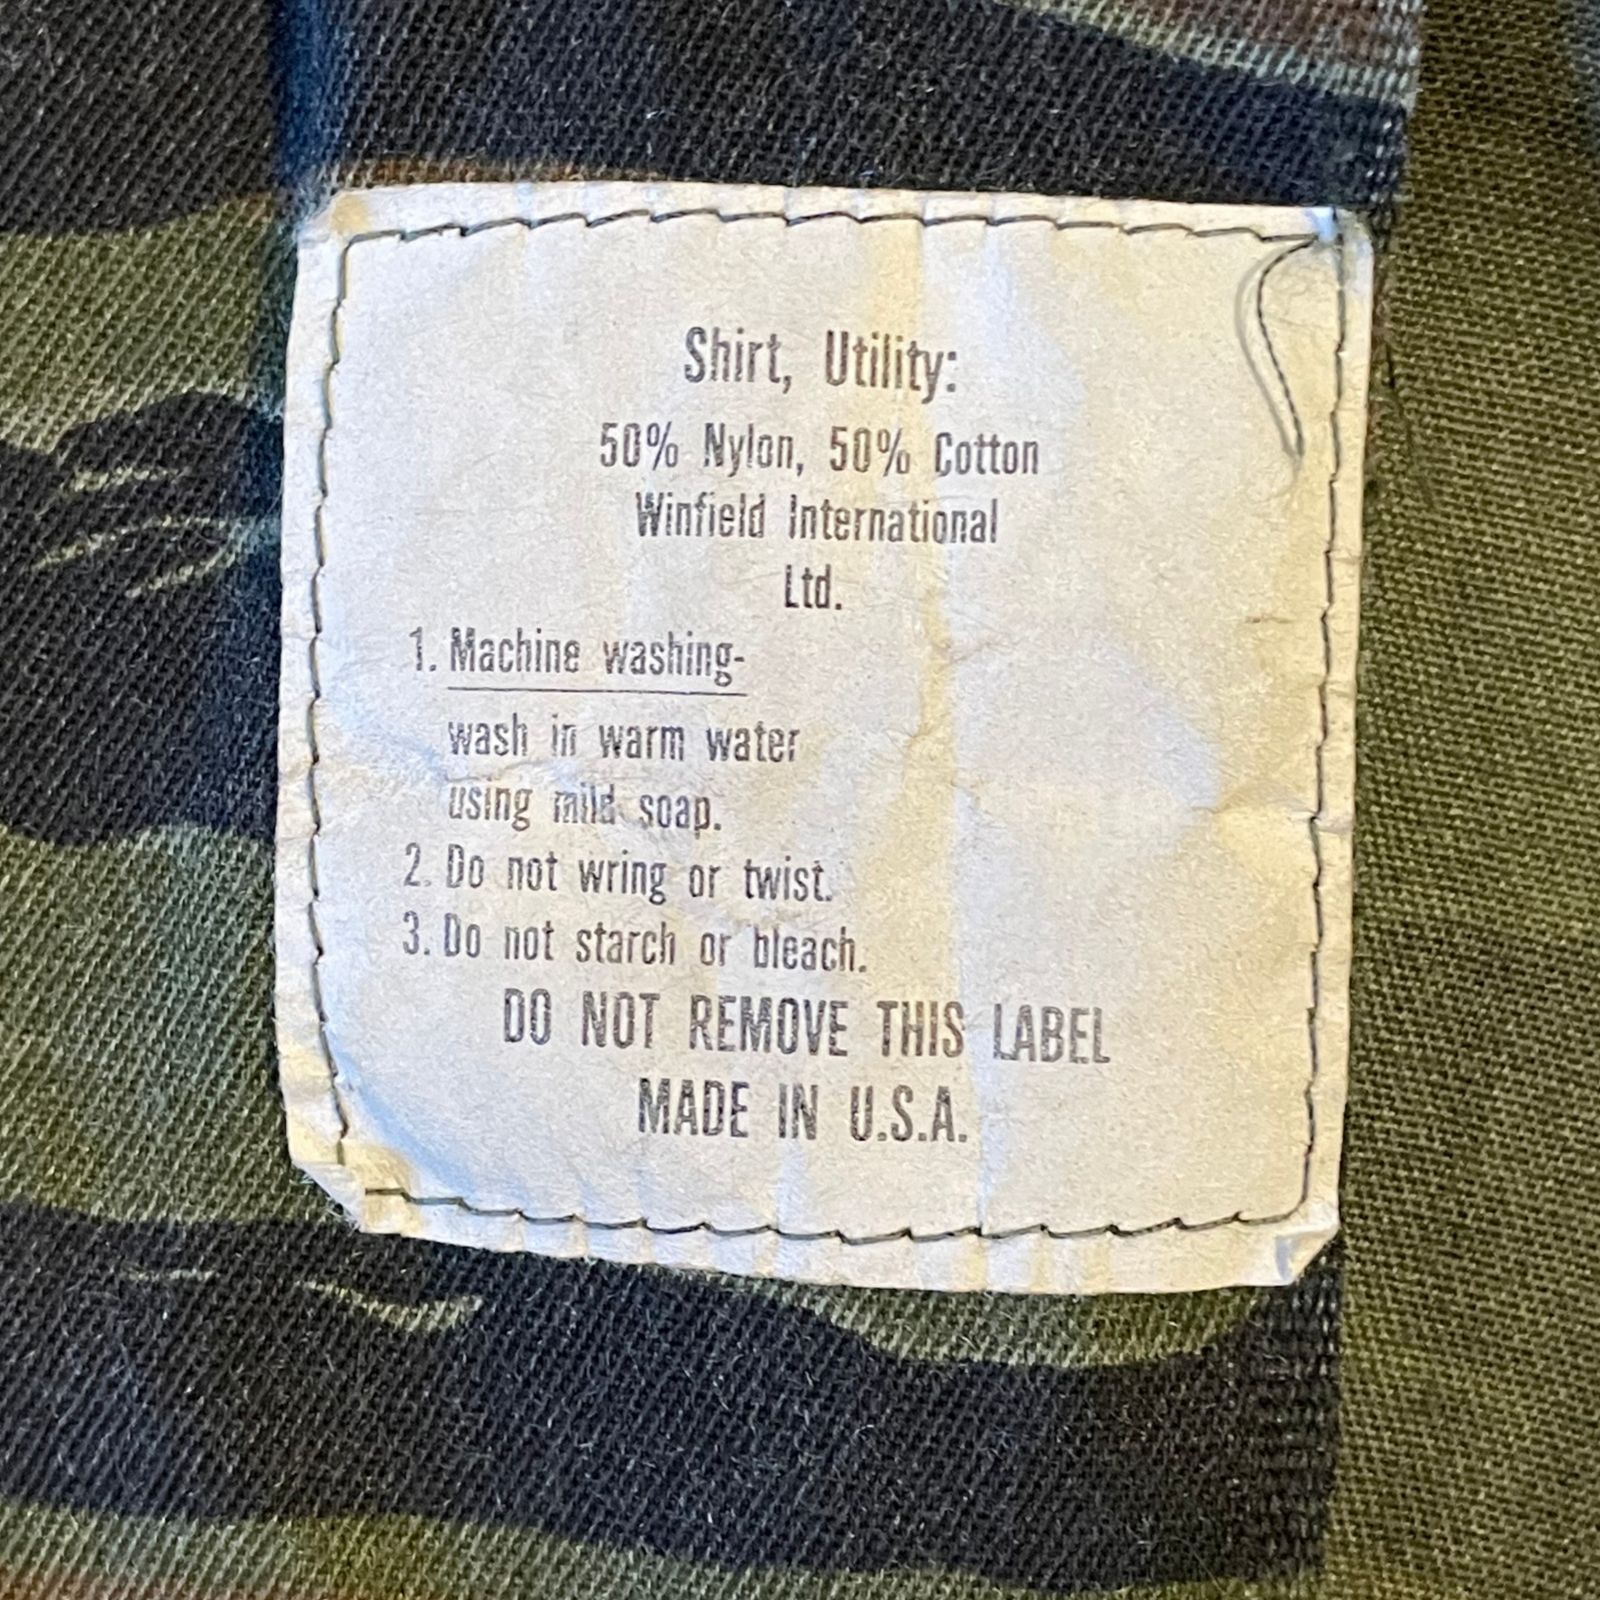 Shirt, Utility:
50% Nylon, 50% Cotton
Winfield International
Ltd.
1. Machine washing-
wash in warm water
using mild soap.
2. Do not wring or twist.
3. Do not starch or bleach.
DO NOT REMOVE THIS LABEL
MADE IN U.S.A.